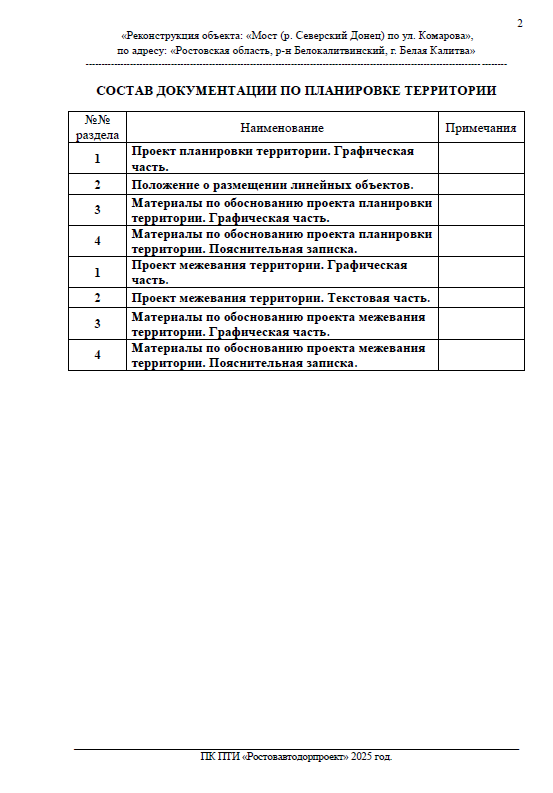 2
«Реконструкция объекта: «Мост (р. Северский Донец) по ул. Комарова»,
по адресу: «Ростовская область, р-н Белокалитвинский, г. Белая Калитва»
СОСТАВ ДОКУМЕНТАЦИИ ПО ПЛАНИРОВКЕ ТЕРРИТОРИИ
№№ раздела Наименование Примечания
1 Проект планировки территории. Графическая
часть.
2 Положение о размещении линейных объектов.
3 Материалы по обоснованию проекта планировки
территории. Графическая часть.
4 Материалы по обоснованию проекта планировки
территории. Пояснительная записка.
1 Проект межевания территории. Графическая
часть.
2 Проект межевания территории. Текстовая часть.
3 Материалы по обоснованию проекта межевания
территории. Графическая часть.
4 Материалы по обоснованию проекта межевания
территории. Пояснительная записка.
ПК ПТИ «Ростовавтодорпроект» 2025 год.